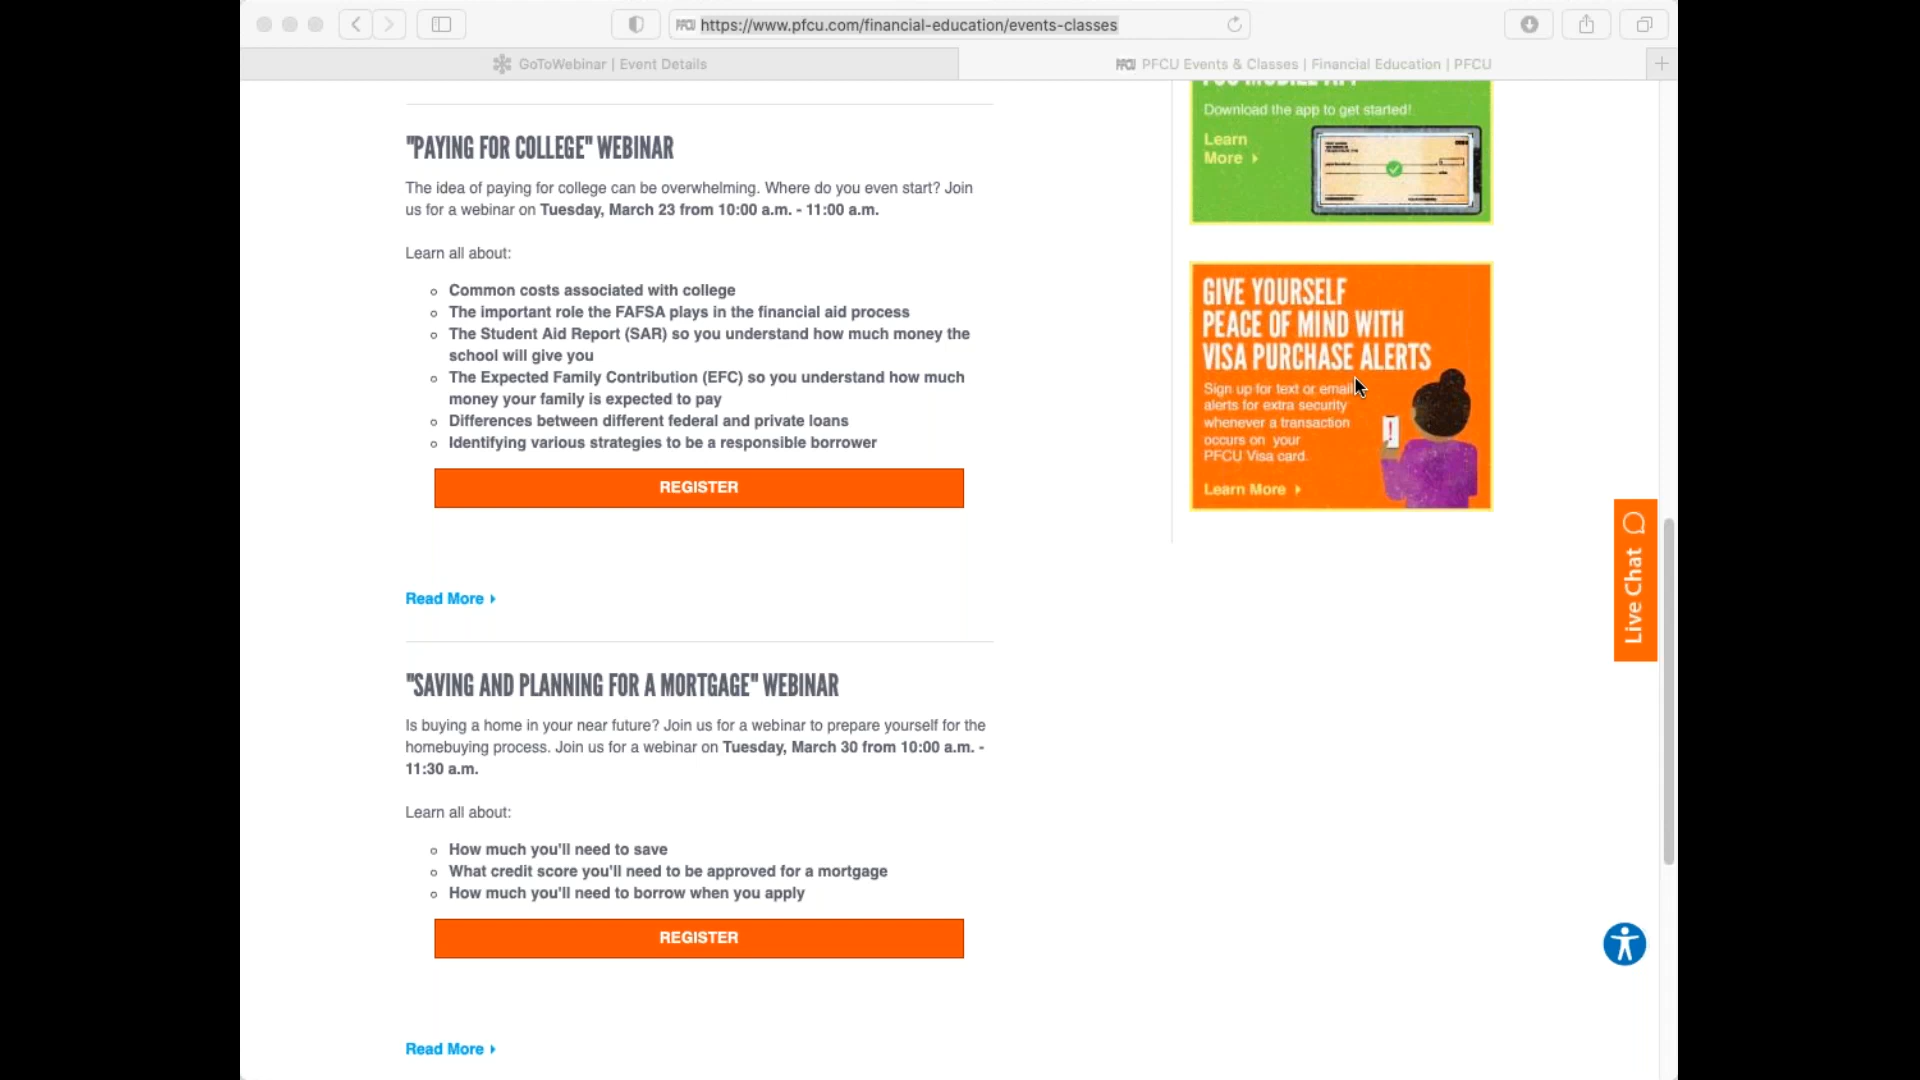 PFCU https://www.pfcu.com/financial-education/events-classes
GoToWebinar | Event Details
PFCU PFCU Events & Classes | Financial Education | PFCU
"PAYING FOR COLLEGE" WEBINAR
The idea of paying for college can be overwhelming. Where do you even start? Join
us for a webinar on Tuesday, March 23 from 10:00 a.m. - 11:00 a.m.
Learn all about:
Common costs associated with college
The important role the FAFSA plays in the financial aid process
The Student Aid Report (SAR) so you understand how much money the
school will give you
The Expected Family Contribution (EFC) so you understand how much
money your family is expected to pay
Differences between different federal and private loans
Identifying various strategies to be a responsible borrower
REGISTER
Read More
"SAVING AND PLANNING FOR A MORTGAGE" WEBINAR
Is buying a home in your near future? Join us for a webinar to prepare yourself for the
homebuying process. Join us for a webinar on Tuesday, March 30 from 10:00 a.m. -
11:30 a.m.
Learn all about:
How much you'll need to save
What credit score you'll need to be approved for a mortgage
How much you'll need to borrow when you apply
REGISTER
Read More
Download the app to get started!
Learn
More
GIVE YOURSELF
PEACE OF MIND WITH
VISA PURCHASE ALERTS
Sign up for text or email
alerts for extra security
whenever a transaction
occurs on your
PFCU Visa card.
Learn More
!
Live Chat